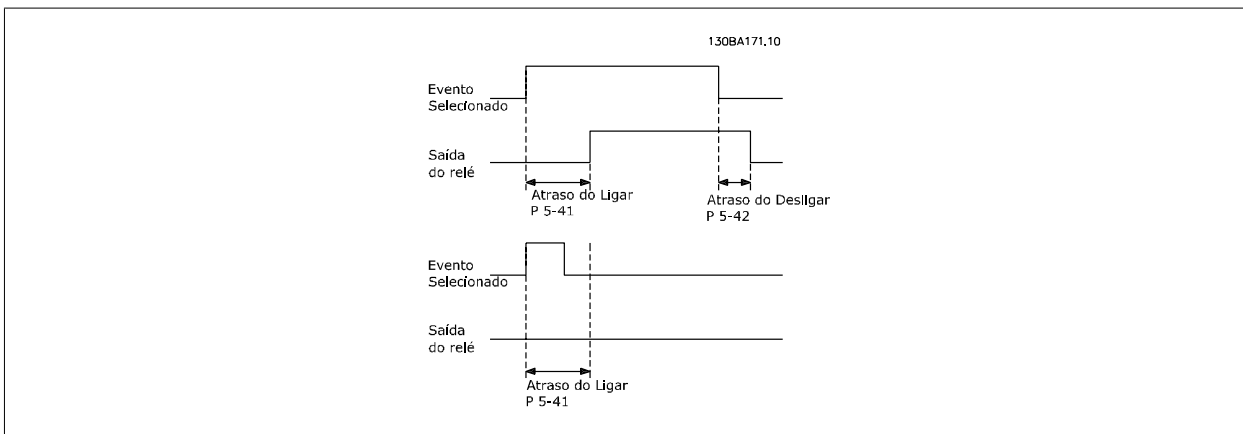 130BA171.10
Evento
Selecionado
Saída
do relé
Atraso do Ligar
P 5-41
Atraso do Desligar
P 5-42
Evento
Selecionado
Saída
do relé
Atraso do Ligar
P 5-41